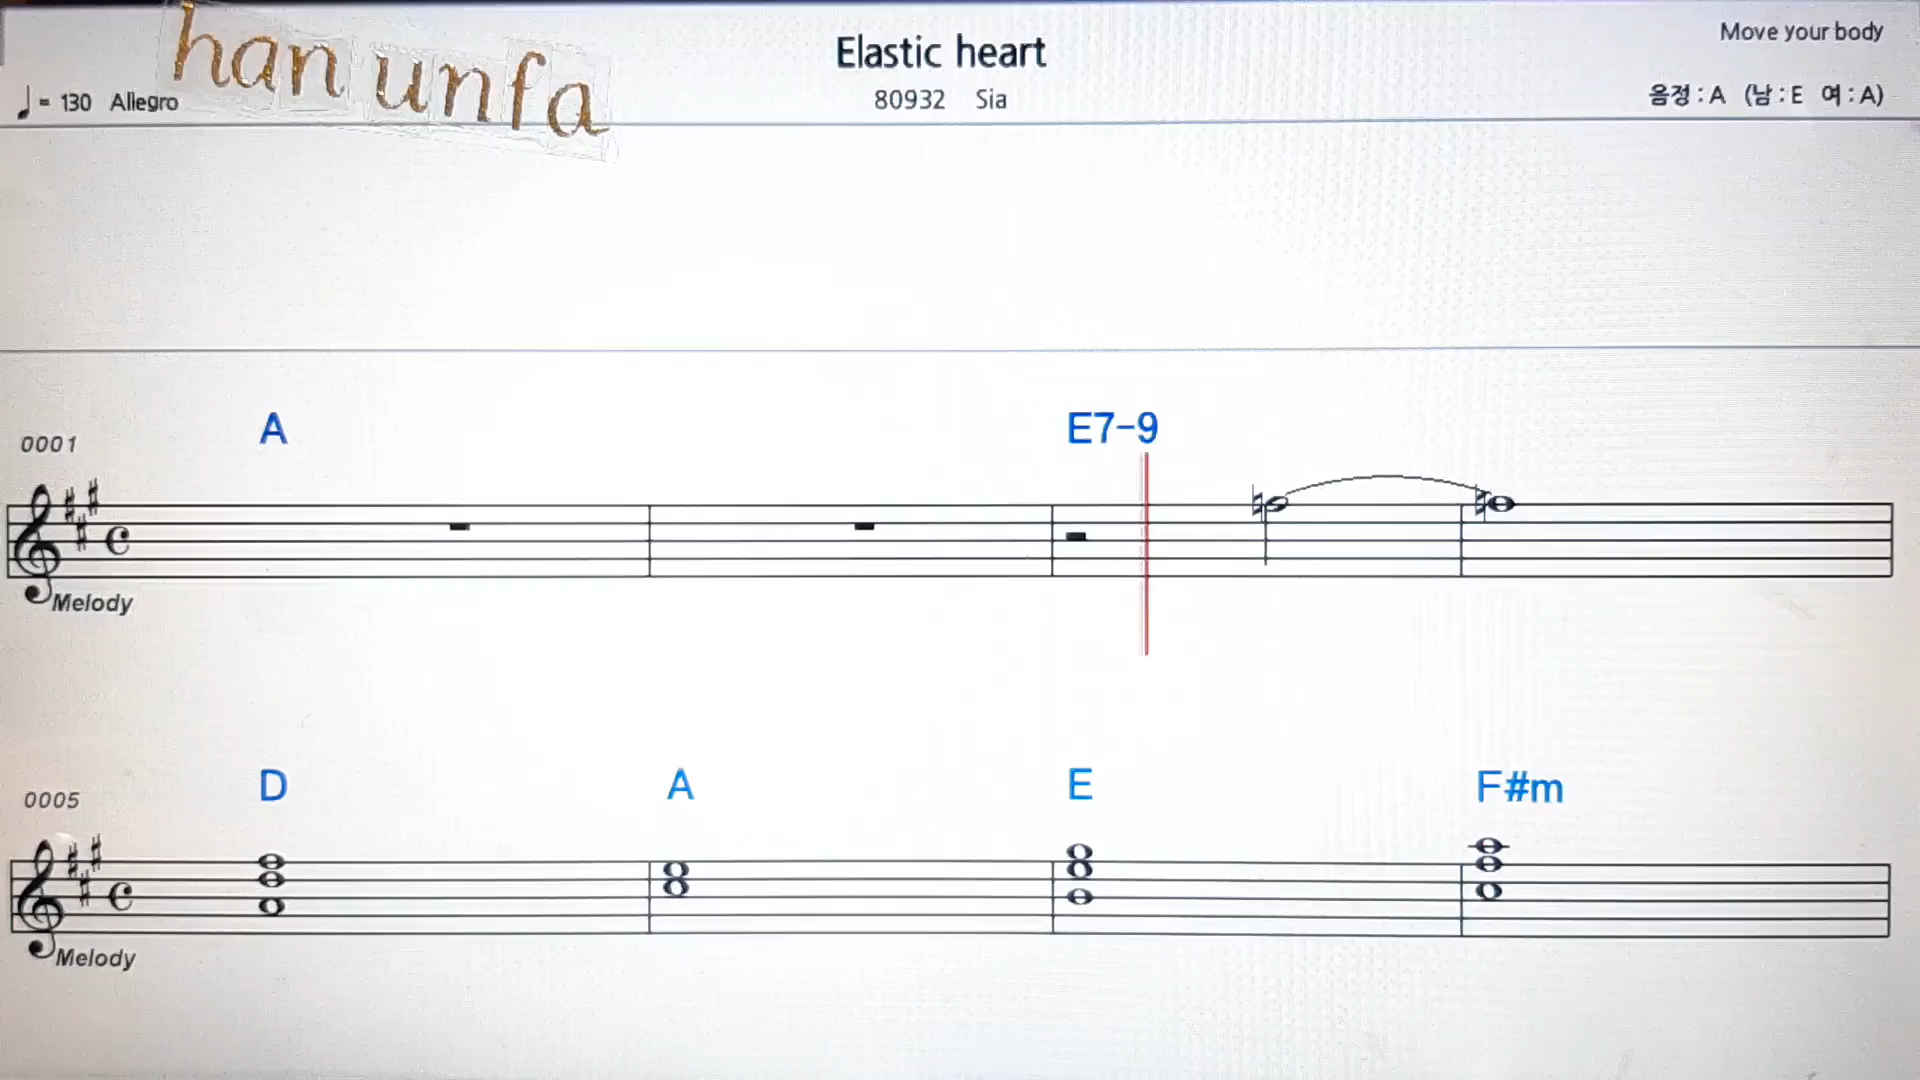 han unfa
Elastic heart
Move your body
♩ = 130 Allegro
80932 Sia
음정 : A (남 : E 여 : A)
0001
A
E7-9
Melody
0005
D
A
E
F#m
Melody